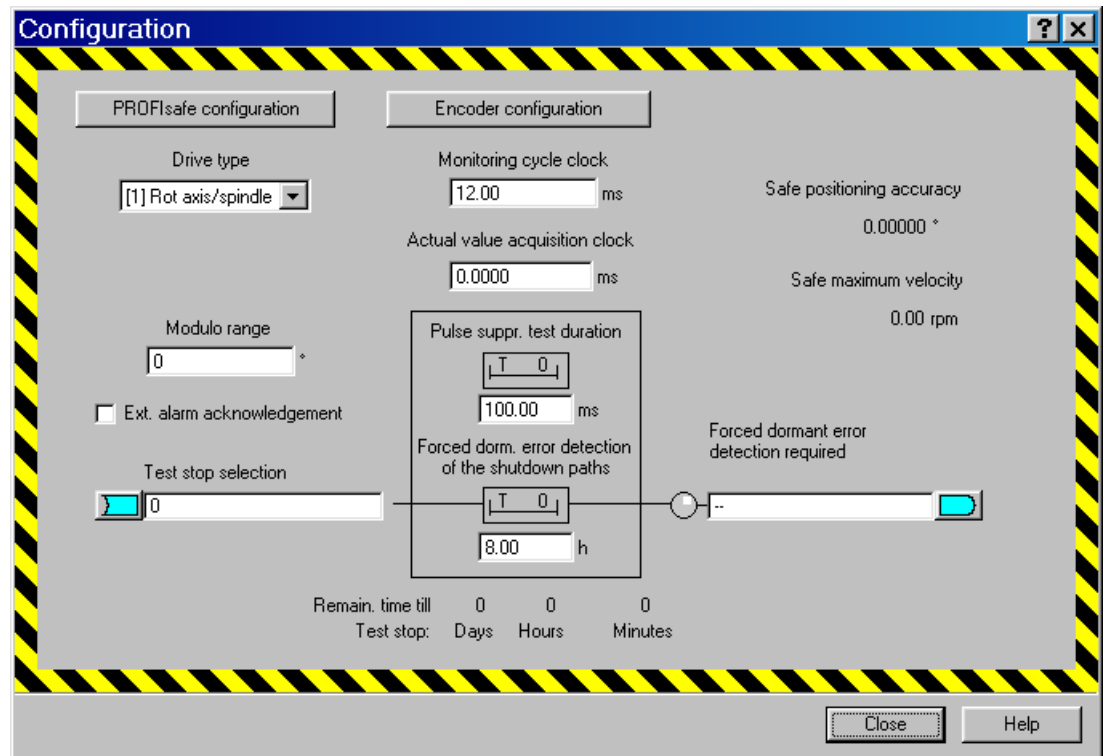 Configuration
PROFIsafe configuration
Encoder configuration
Drive type
[1] Rot axis/spindle
Monitoring cycle clock
12.00 ms
Safe positioning accuracy
0.00000 °
Actual value acquisition clock
0.0000 ms
Safe maximum velocity
0.00 rpm
Modulo range
0 °
Ext. alarm acknowledgement
Pulse suppr. test duration
T 0
100.00 ms
Forced dorm. error detection
of the shutdown paths
Test stop selection
0
T 0
8.00 h
Forced dormant error
detection required
--
Remain. time till 0 0 0
Test stop: Days Hours Minutes
Close
Help